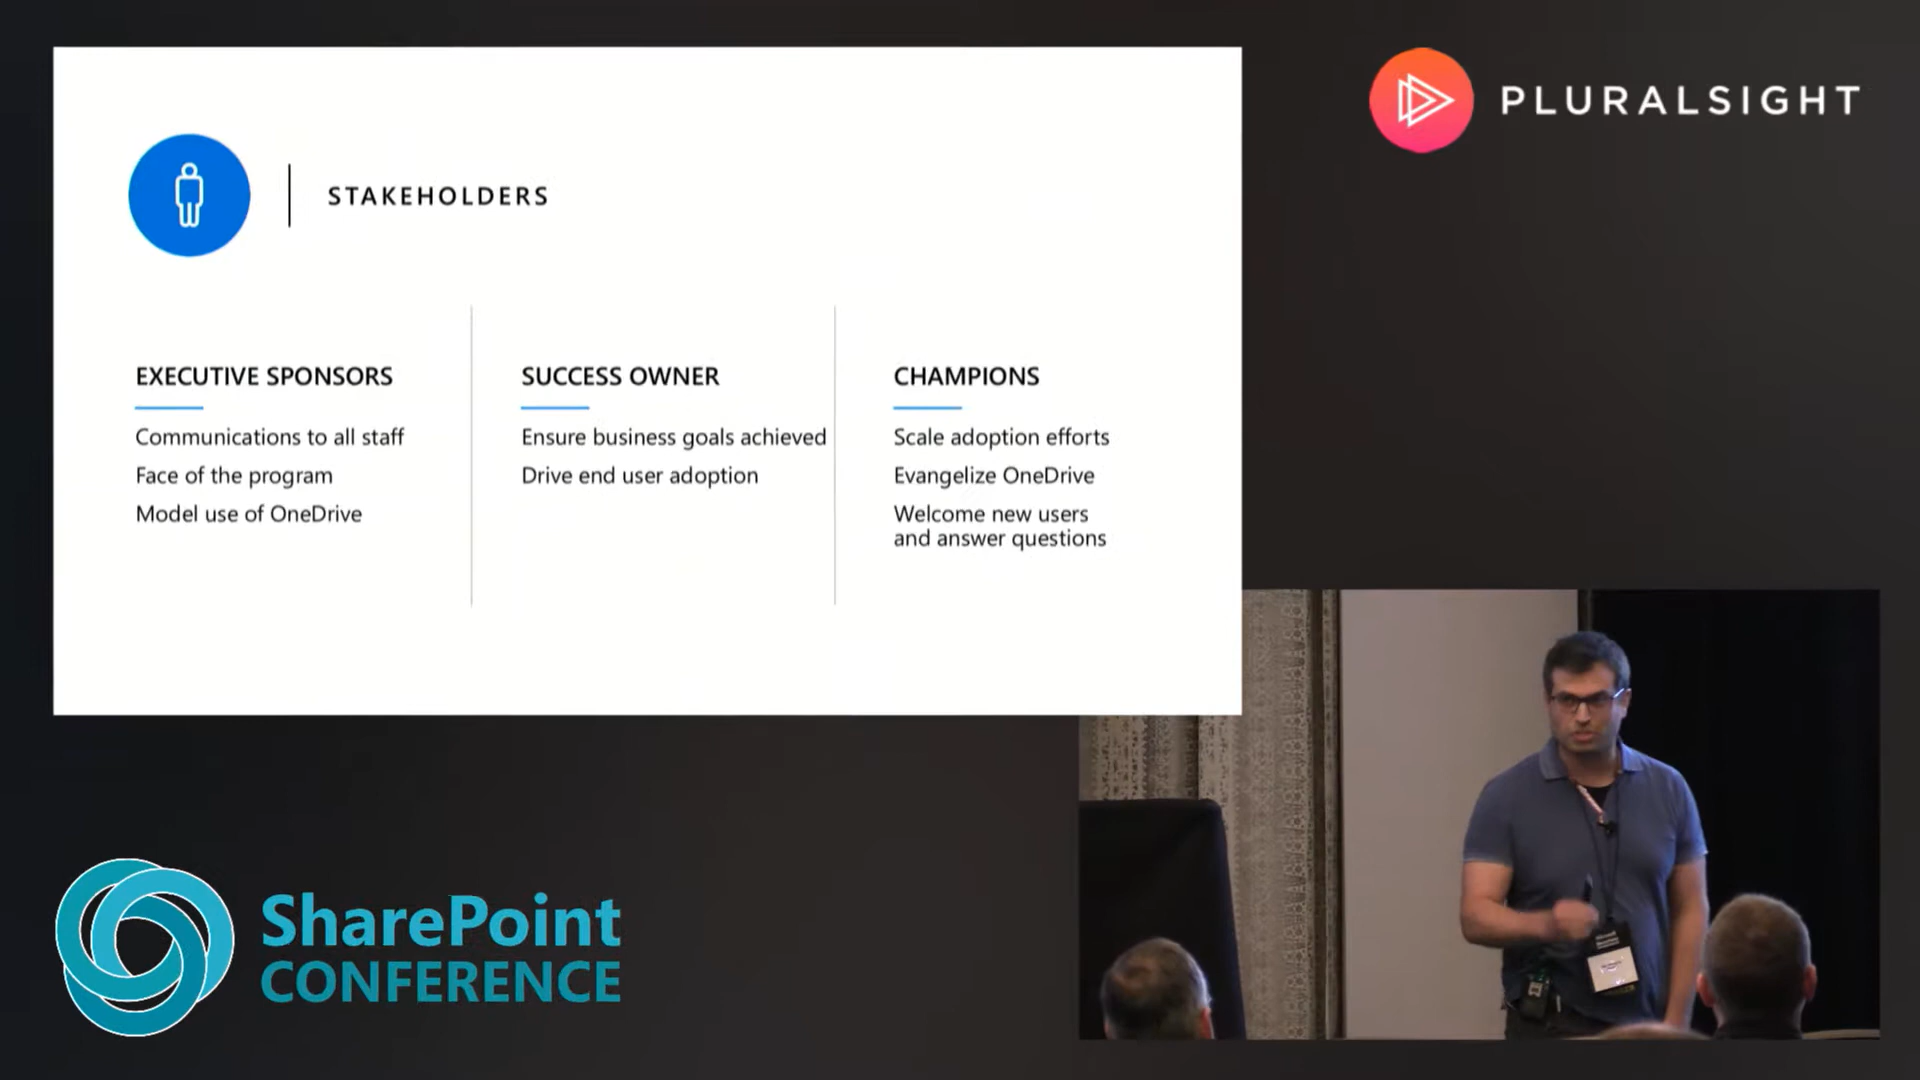 PLURALSIGHT
STAKEHOLDERS
EXECUTIVE SPONSORS
Communications to all staff
Face of the program
Model use of OneDrive
SUCCESS OWNER
Ensure business goals achieved
Drive end user adoption
CHAMPIONS
Scale adoption efforts
Evangelize OneDrive
Welcome new users
and answer questions
SharePoint
CONFERENCE